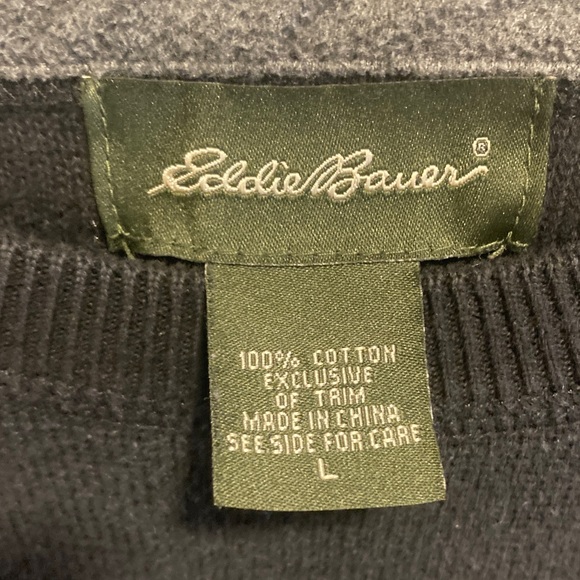 Eddie Bauer®
100% COTTON
EXCLUSIVE
OF TRIM
MADE IN CHINA
SEE SIDE FOR CARE
L